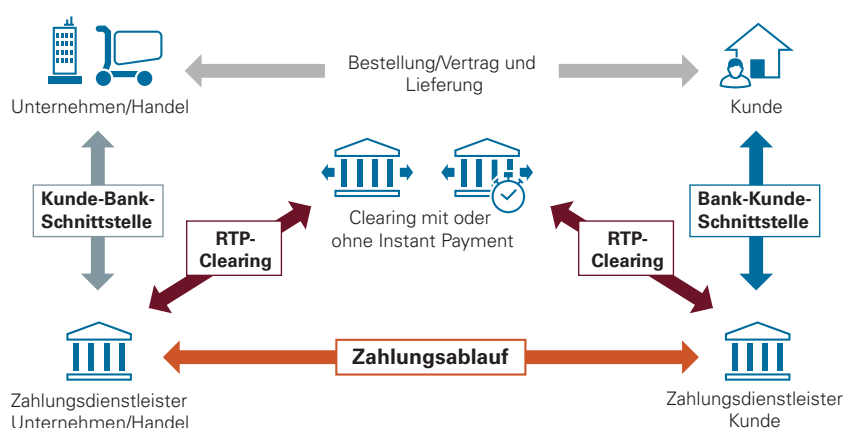 Bestellung/Vertrag und
Lieferung
Unternehmen/Handel
Kunde
Kunde-Bank-
Schnittstelle
Bank-Kunde-
Schnittstelle
Clearing mit oder
ohne Instant Payment
RTP-
Clearing
RTP-
Clearing
Zahlungsablauf
Zahlungsdienstleister
Unternehmen/Handel
Zahlungsdienstleister
Kunde